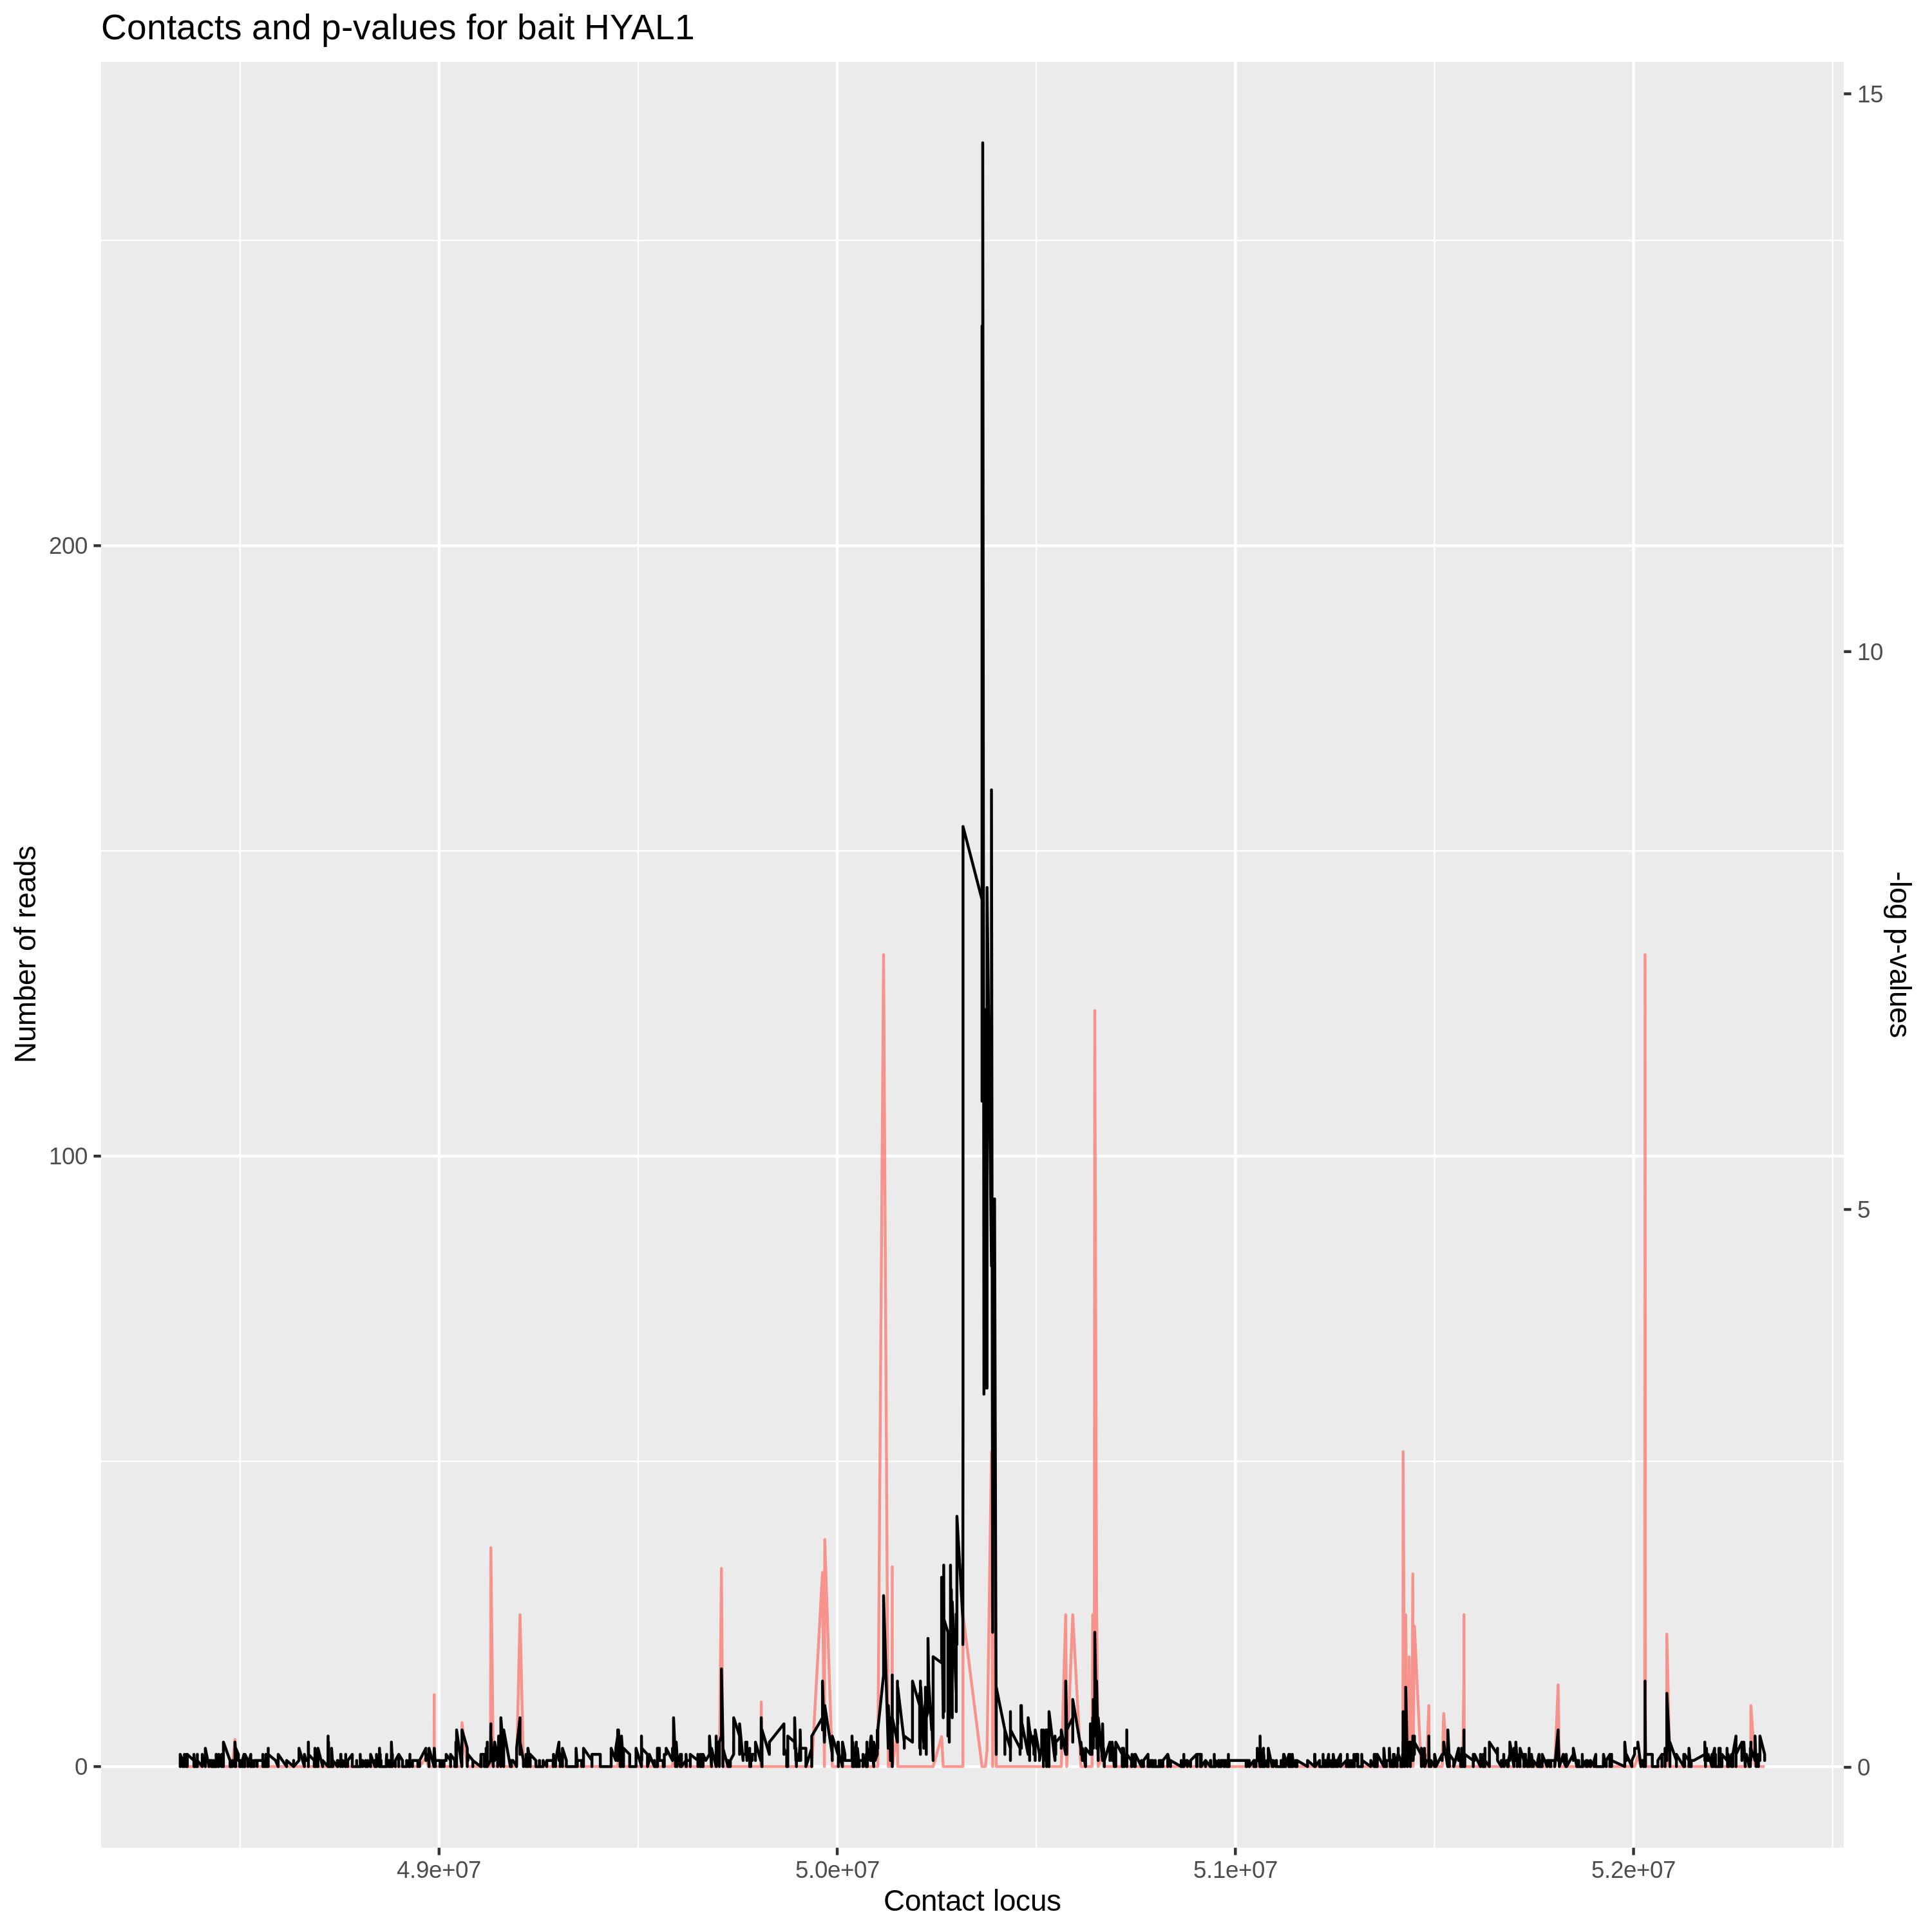 Contacts and p-values for bait HYAL1
15
200
10
Number of reads
-log p-values
100
5
0
0
4.9e+07
5.0e+07
5.1e+07
5.2e+07
Contact locus